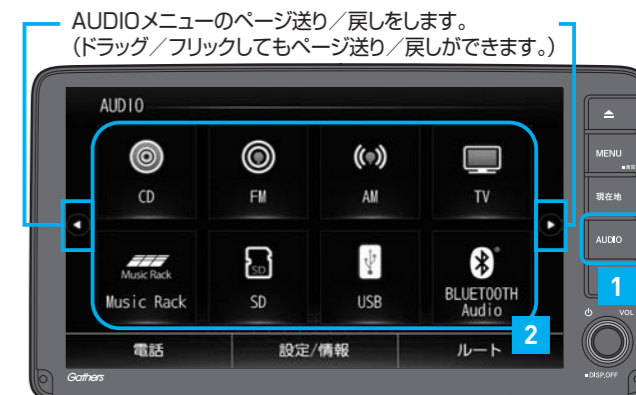 AUDIOメニューのページ送り／戻しをします。
（ドラッグ／フリックしてもページ送り／戻しができます。）
AUDIO
CD
FM
AM
TV
Music Rack
Music Rack
SD
SD
USB
BLUETOOTH
Audio
電話
設定/情報
ルート
2
MENU
現在地
AUDIO
1
VOL
Gathers
■DISP.OFF